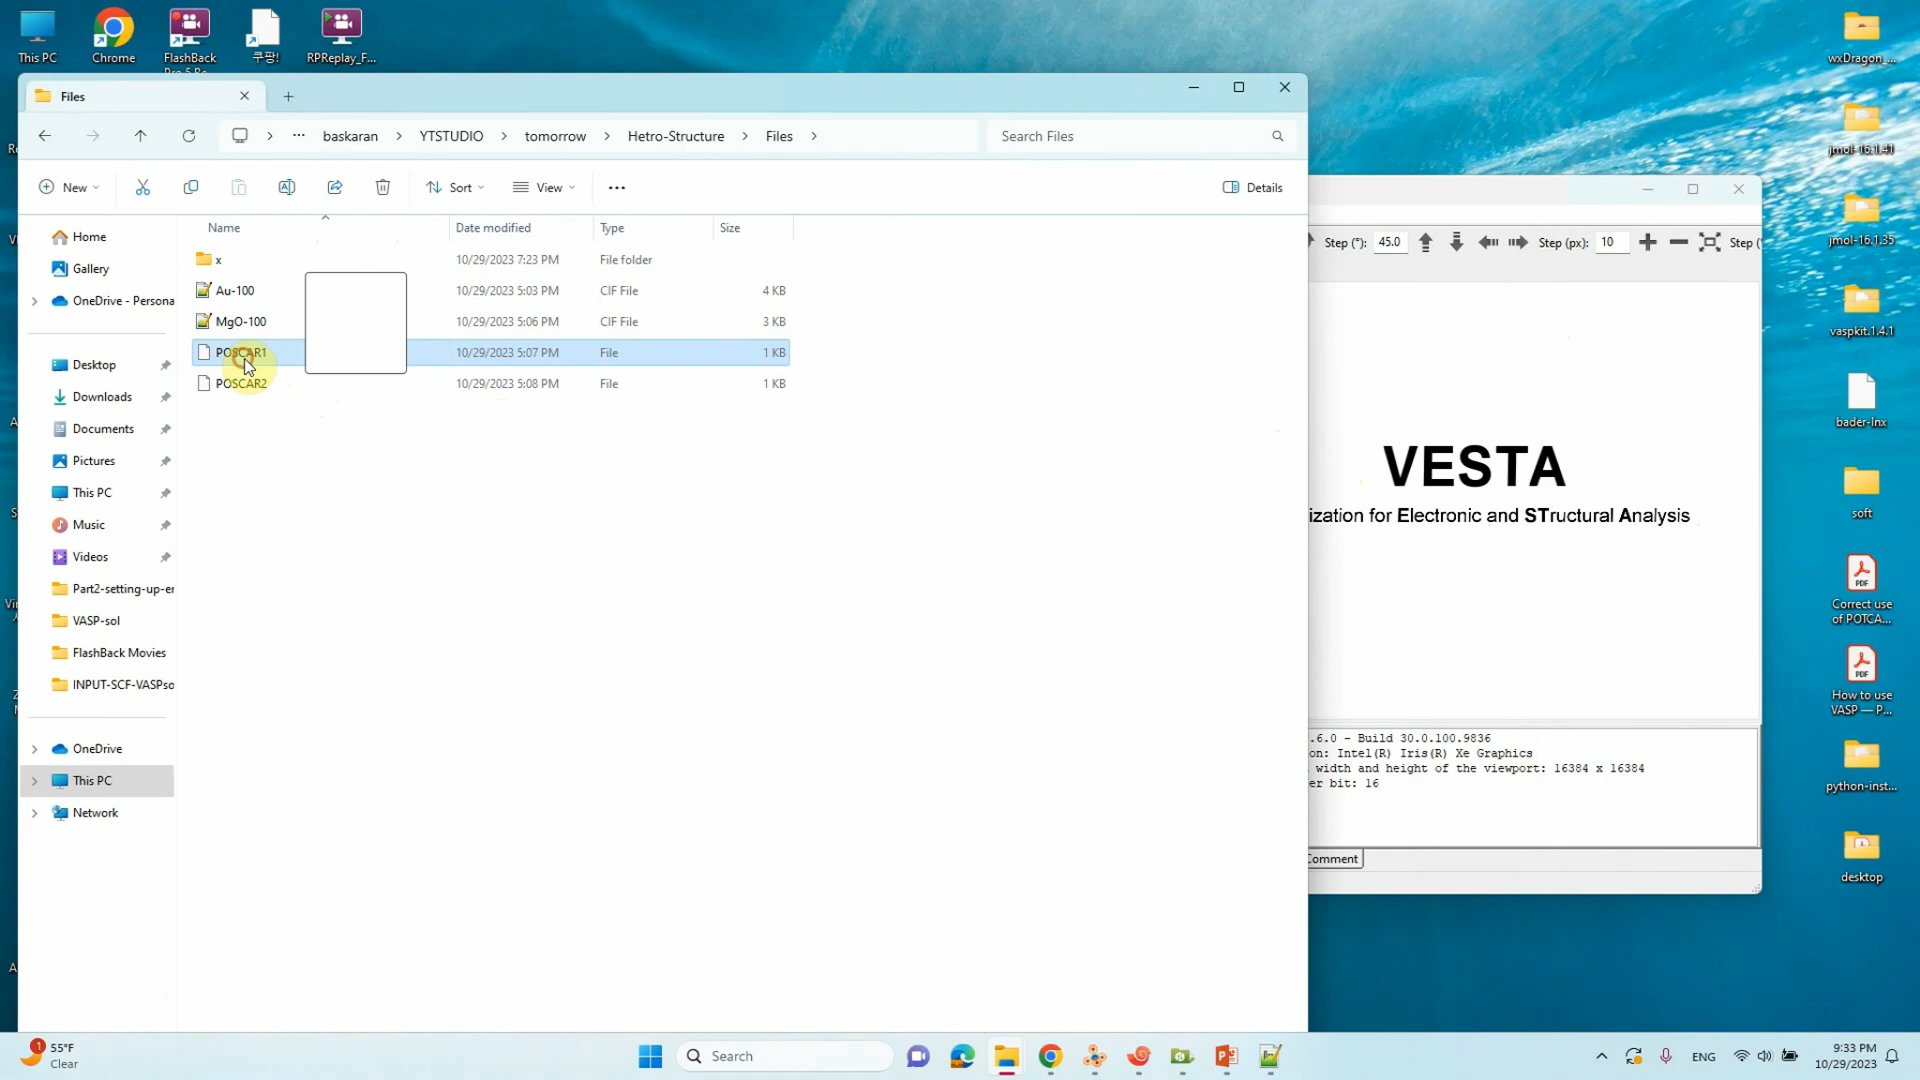 This PC
Chrome
FlashBack
쿠팡!
RPReplay_F...
wxDragon_...
Files
baskaran
YTSTUDIO
tomorrow
Hetro-Structure
Files
Search Files
New
Sort
View
Details
Name
Date modified
Type
Size
x
10/29/2023 7:23 PM
File folder
Au-100
10/29/2023 5:03 PM
CIF File
4 KB
MgO-100
10/29/2023 5:06 PM
CIF File
3 KB
POSCAR1
10/29/2023 5:07 PM
File
1 KB
POSCAR2
10/29/2023 5:08 PM
File
1 KB
Home
Gallery
OneDrive - Persona
Desktop
Downloads
Documents
Pictures
This PC
Music
Videos
Part2-setting-up-er
VASP-sol
FlashBack Movies
INPUT-SCF-VASPso
OneDrive
This PC
Network
Step (°): 45.0
Step (px): 10
Step (
VESTA
ization for Electronic and STructural Analysis
.6.0 - Build 30.0.100.9836
on: Intel(R) Iris(R) Xe Graphics
width and height of the viewport: 16384 x 16384
er bit: 16
Comment
jmol-16.1.41
jmol-16.1.35
vaspkit.1.4.1
bader-lnx
soft
PDF
Correct use
of POTCA...
PDF
How to use
VASP — P...
python-inst...
desktop
1
55°F
Clear
Search
ENG
9:33 PM
10/29/2023